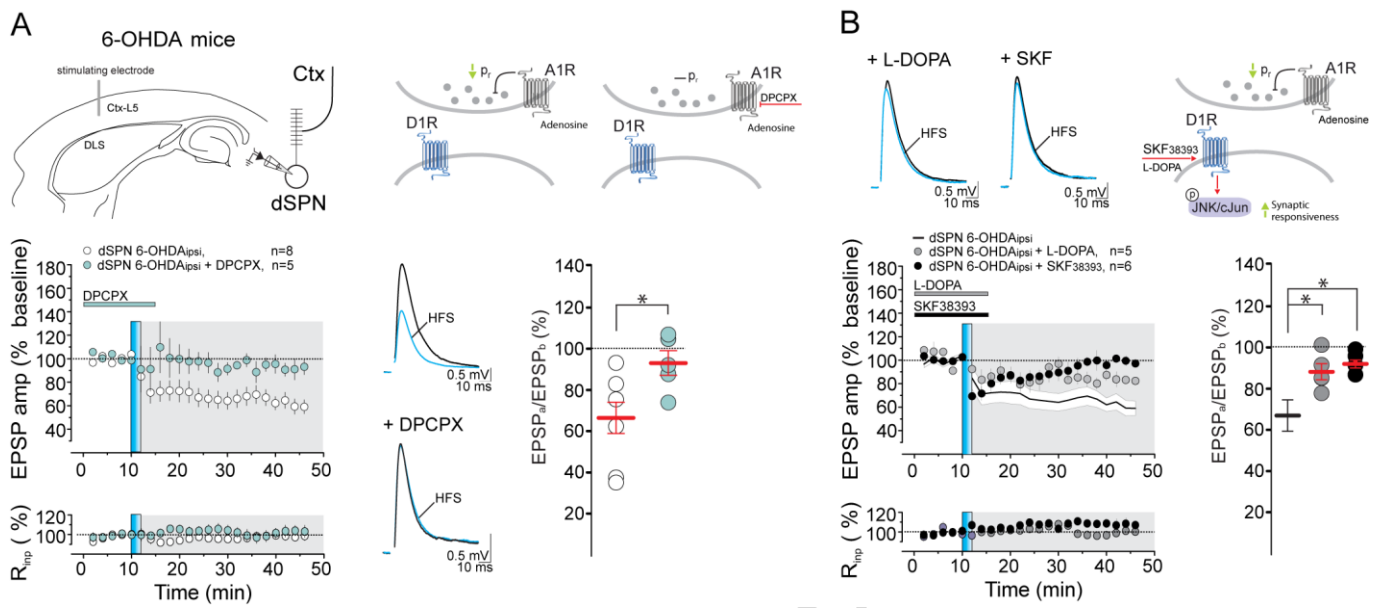 A
6-OHDA mice
stimulating electrode
Ctx
Ctx-L5
DLS
dSPN
pr
A1R
D1R
Adenosine
pr
A1R
DPCPX
D1R
Adenosine
dSPN 6-OHDAipsi, n=8
dSPN 6-OHDAipsi + DPCPX, n=5
EPSP amp (% baseline)
180
160
140
120
100
80
60
40
DPCPX
0 10 20 30 40 50
Rinp (%)
120
100
0 10 20 30 40 50
Time (min)
HFS
0.5 mV
10 ms
+ DPCPX
HFS
0.5 mV
10 ms
EPSPa/EPSPb (%)
140
120
100
80
60
40
20
*
B
+ L-DOPA
HFS
0.5 mV
10 ms
+ SKF
HFS
0.5 mV
10 ms
pr
A1R
D1R
Adenosine
SKF38393
L-DOPA
p
JNK/cJun
Synaptic
responsiveness
dSPN 6-OHDAipsi
dSPN 6-OHDAipsi + L-DOPA, n=5
dSPN 6-OHDAipsi + SKF38393, n=6
EPSP amp (% baseline)
180
160
140
120
100
80
60
40
L-DOPA
SKF38393
0 10 20 30 40 50
Rinp (%)
120
100
0 10 20 30 40 50
Time (min)
EPSPa/EPSPb (%)
140
120
100
80
60
40
20
*
*